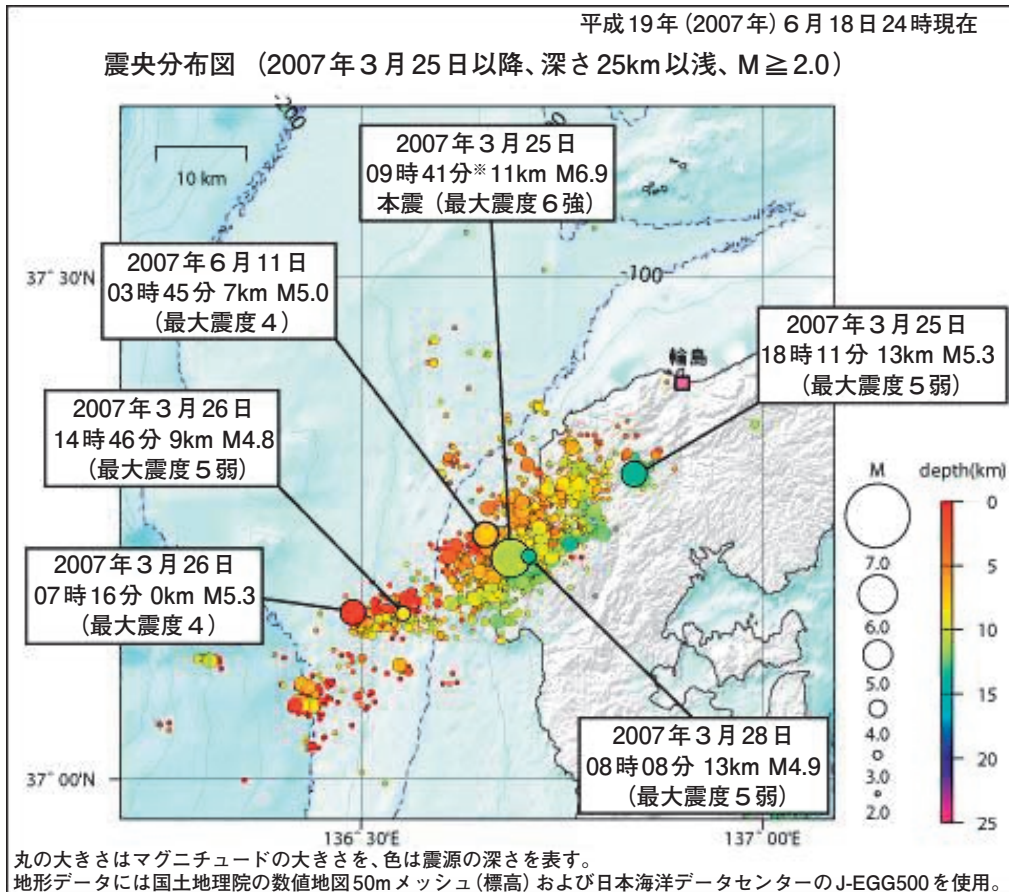 平成19年(2007年)6月18日24時現在
震央分布図 (2007年3月25日以降、深さ25km以浅、M≧2.0)
-200
10 km
2007年3月25日
09時41分※11km M6.9
本震(最大震度6強)
2007年6月11日
03時45分 7km M5.0
(最大震度4)
37° 30'N
-100
2007年3月25日
18時11分 13km M5.3
(最大震度5弱)
輪島
2007年3月26日
14時46分 9km M4.8
(最大震度5弱)
2007年3月26日
07時16分 0km M5.3
(最大震度4)
2007年3月28日
08時08分 13km M4.9
(最大震度5弱)
37° 00'N
136° 30'E
137° 00'E
M
7.0
6.0
5.0
4.0
3.0
2.0
depth(km)
0
5
10
15
20
25
丸の大きさはマグニチュードの大きさを、色は震源の深さを表す。
地形データには国土地理院の数値地図50mメッシュ(標高)および日本海洋データセンターのJ-EGG500を使用。